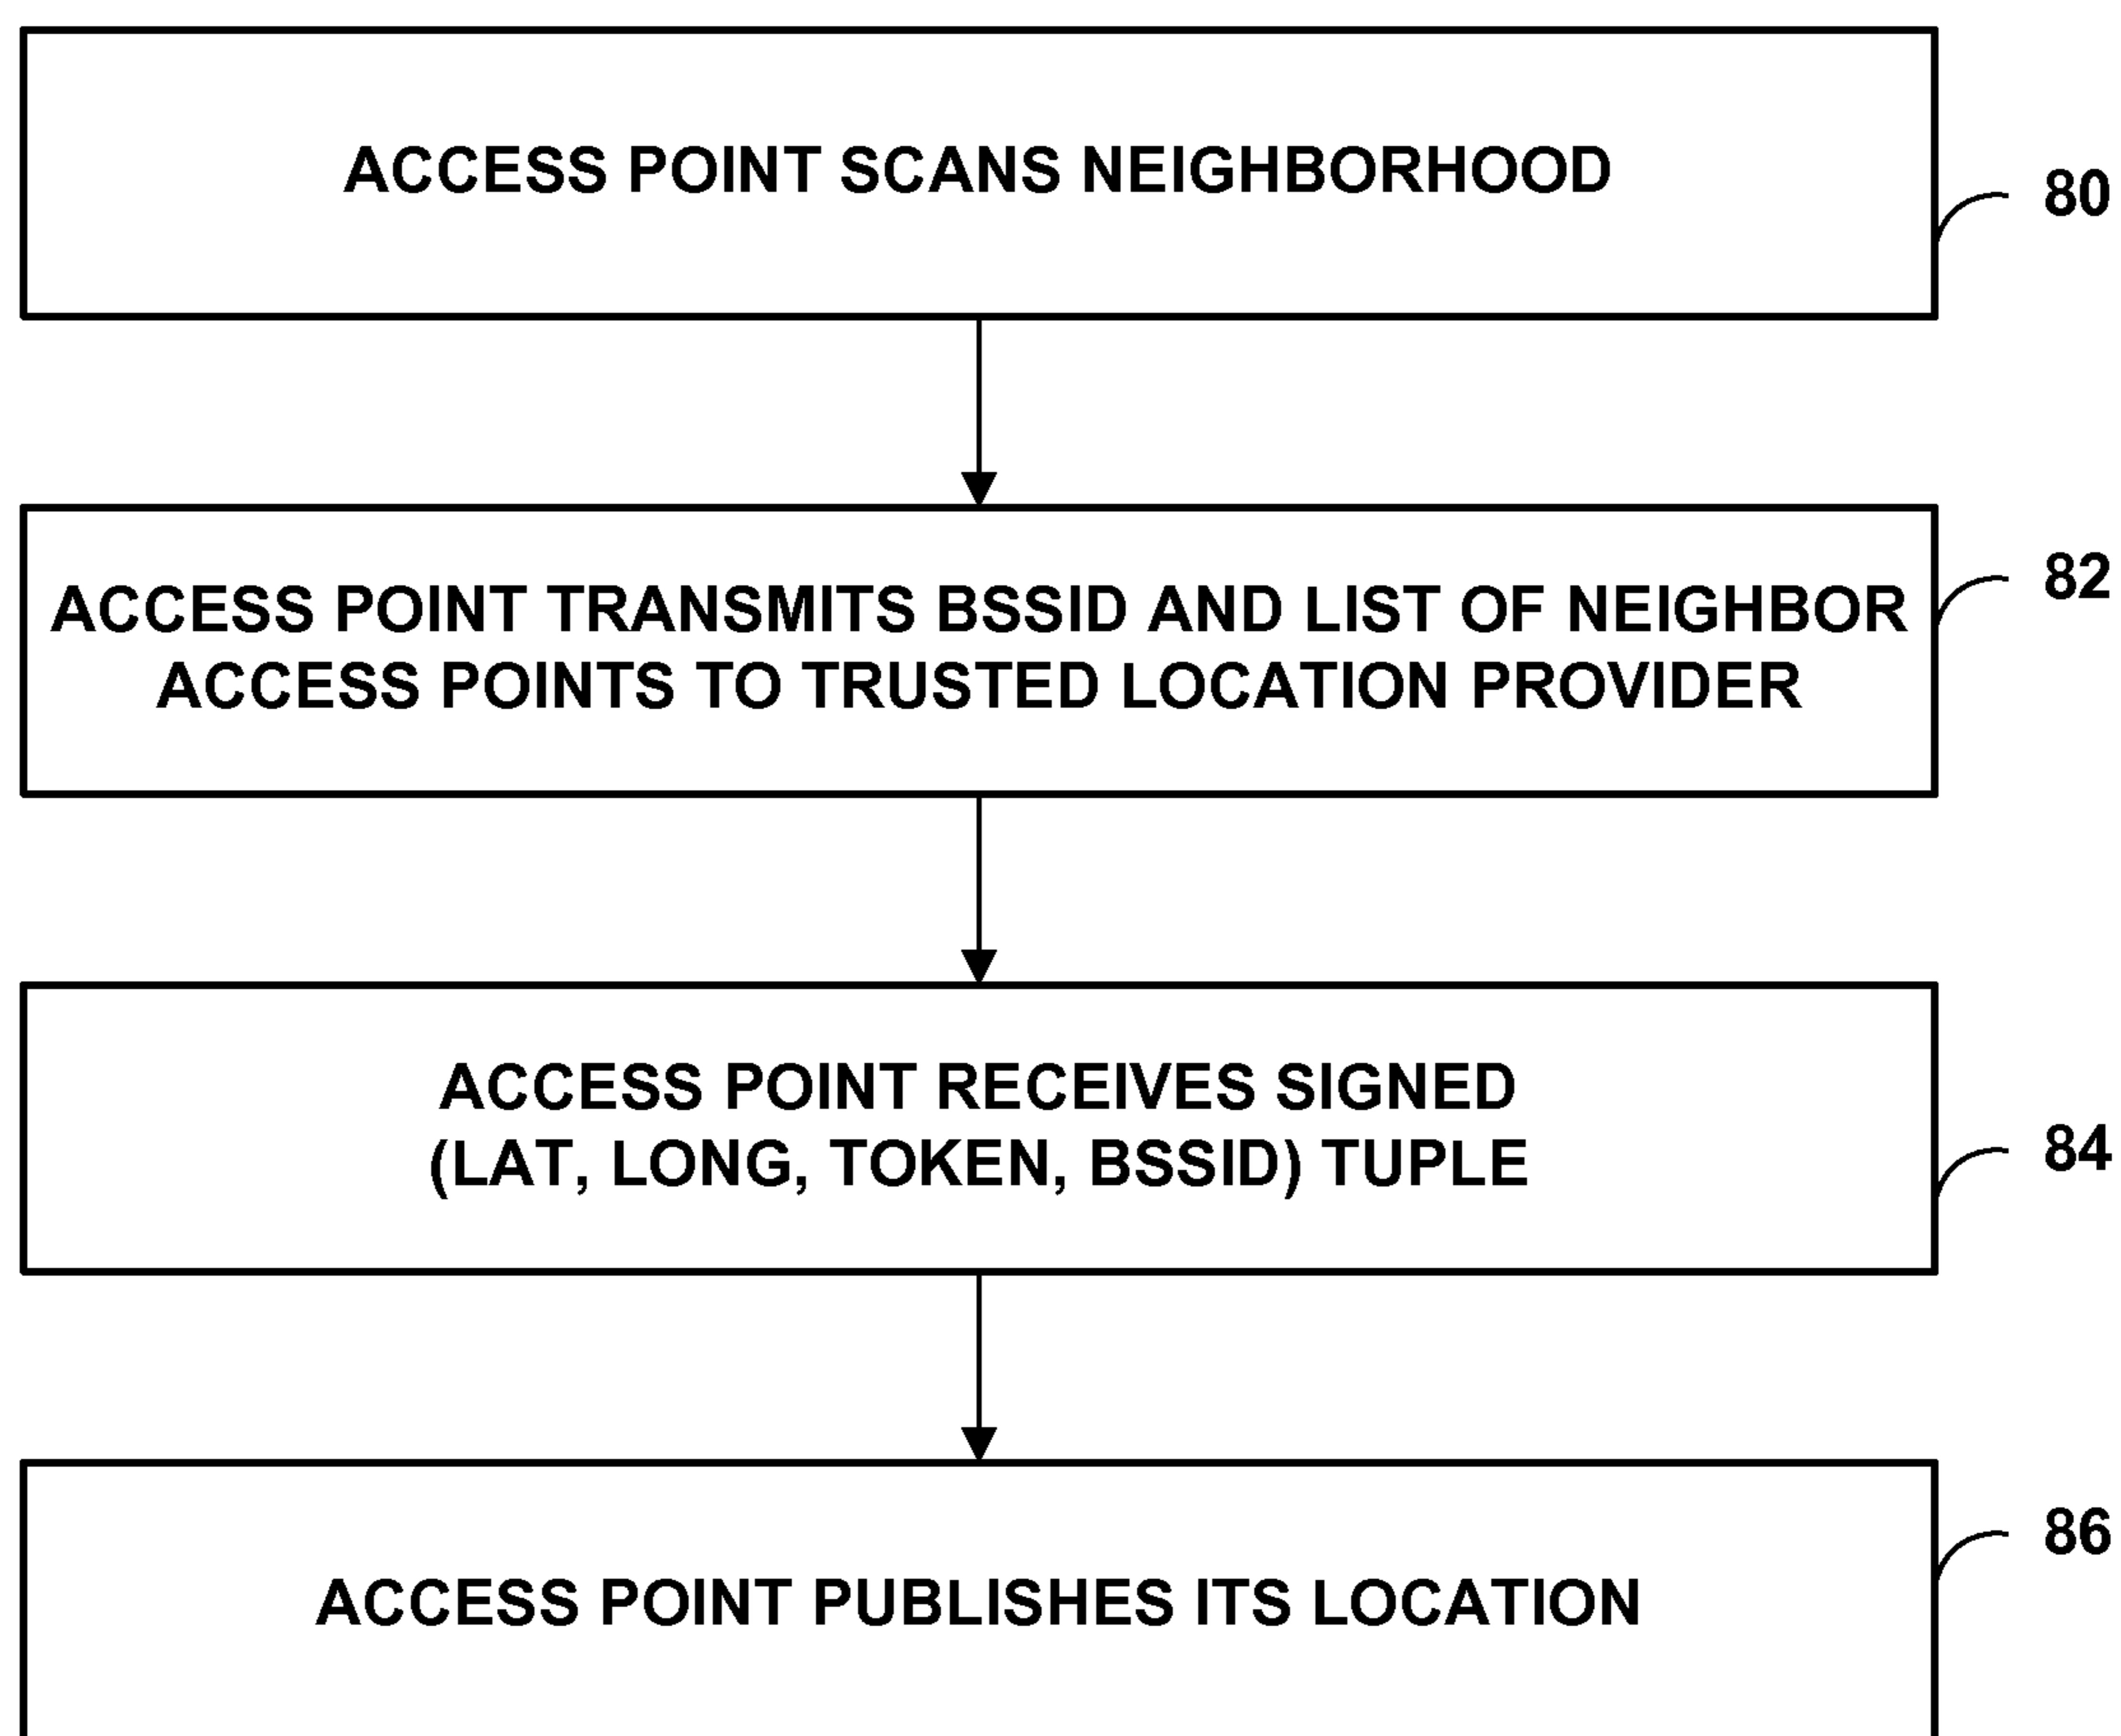 ACCESS POINT SCANS NEIGHBORHOOD
80
ACCESS POINT TRANSMITS BSSID AND LIST OF NEIGHBOR
ACCESS POINTS TO TRUSTED LOCATION PROVIDER
82
ACCESS POINT RECEIVES SIGNED
(LAT, LONG, TOKEN, BSSID) TUPLE
84
ACCESS POINT PUBLISHES ITS LOCATION
86